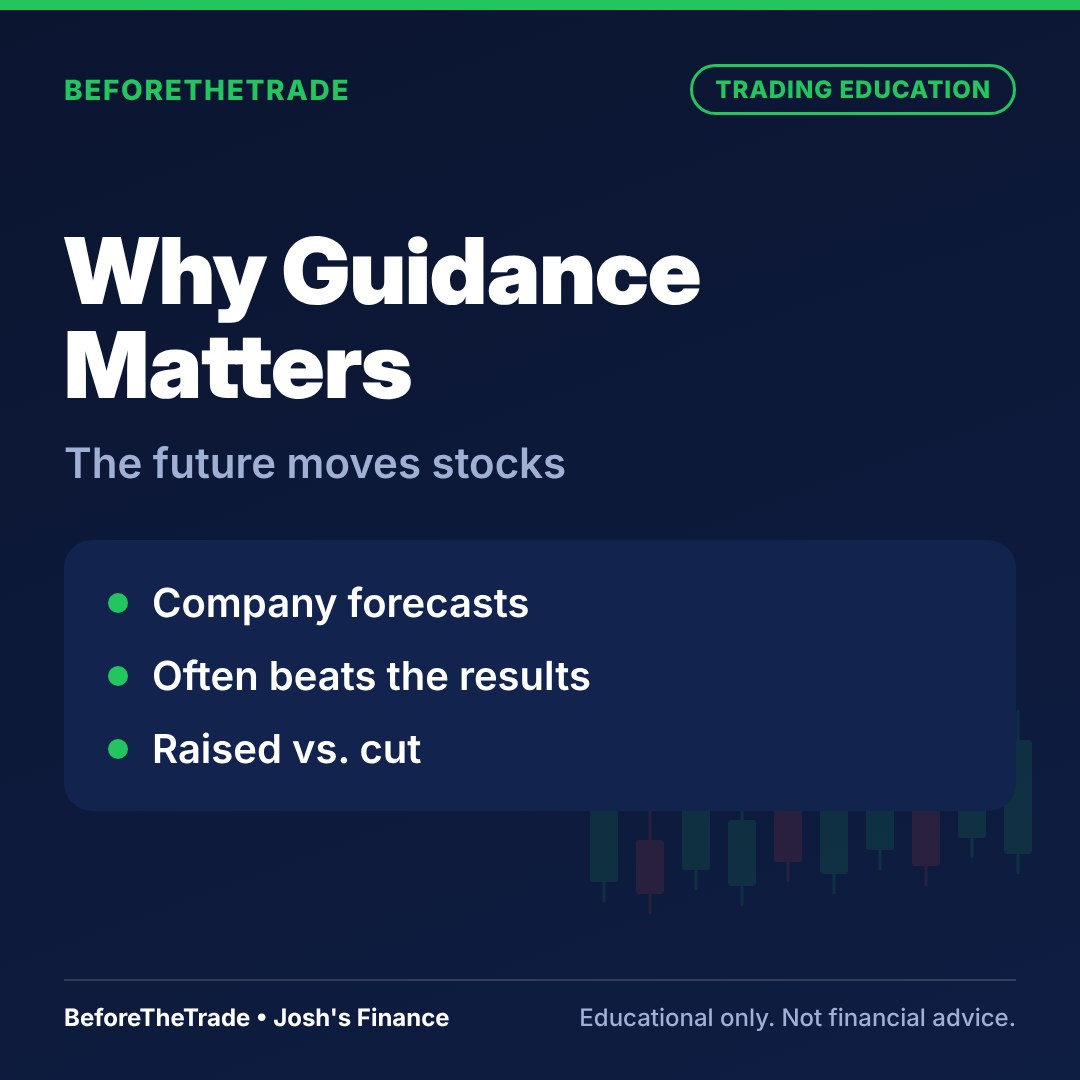 BEFORETHETRADE
TRADING EDUCATION
Why Guidance
Matters
The future moves stocks
Company forecasts
Often beats the results
Raised vs. cut
BeforeTheTrade • Josh's Finance
Educational only. Not financial advice.